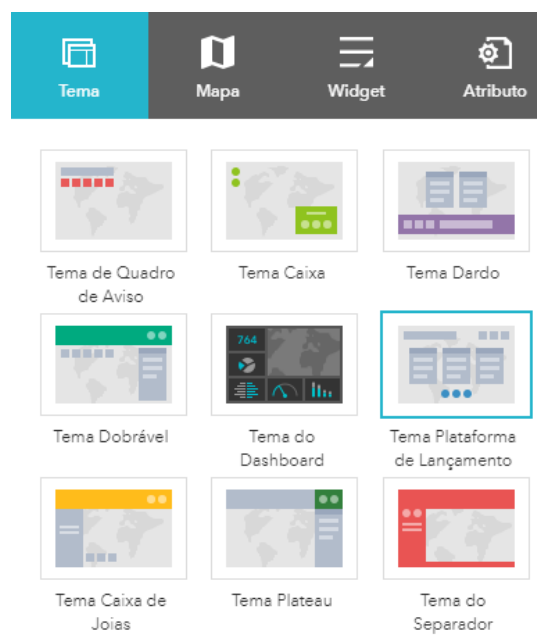 Tema
Mapa
Widget
Atributo
Tema de Quadro
de Aviso
Tema Caixa
Tema Dardo
764
Tema Dobrável
Tema do
Dashboard
Tema Plataforma
de Lançamento
Tema Caixa de
Joias
Tema Plateau
Tema do
Separador